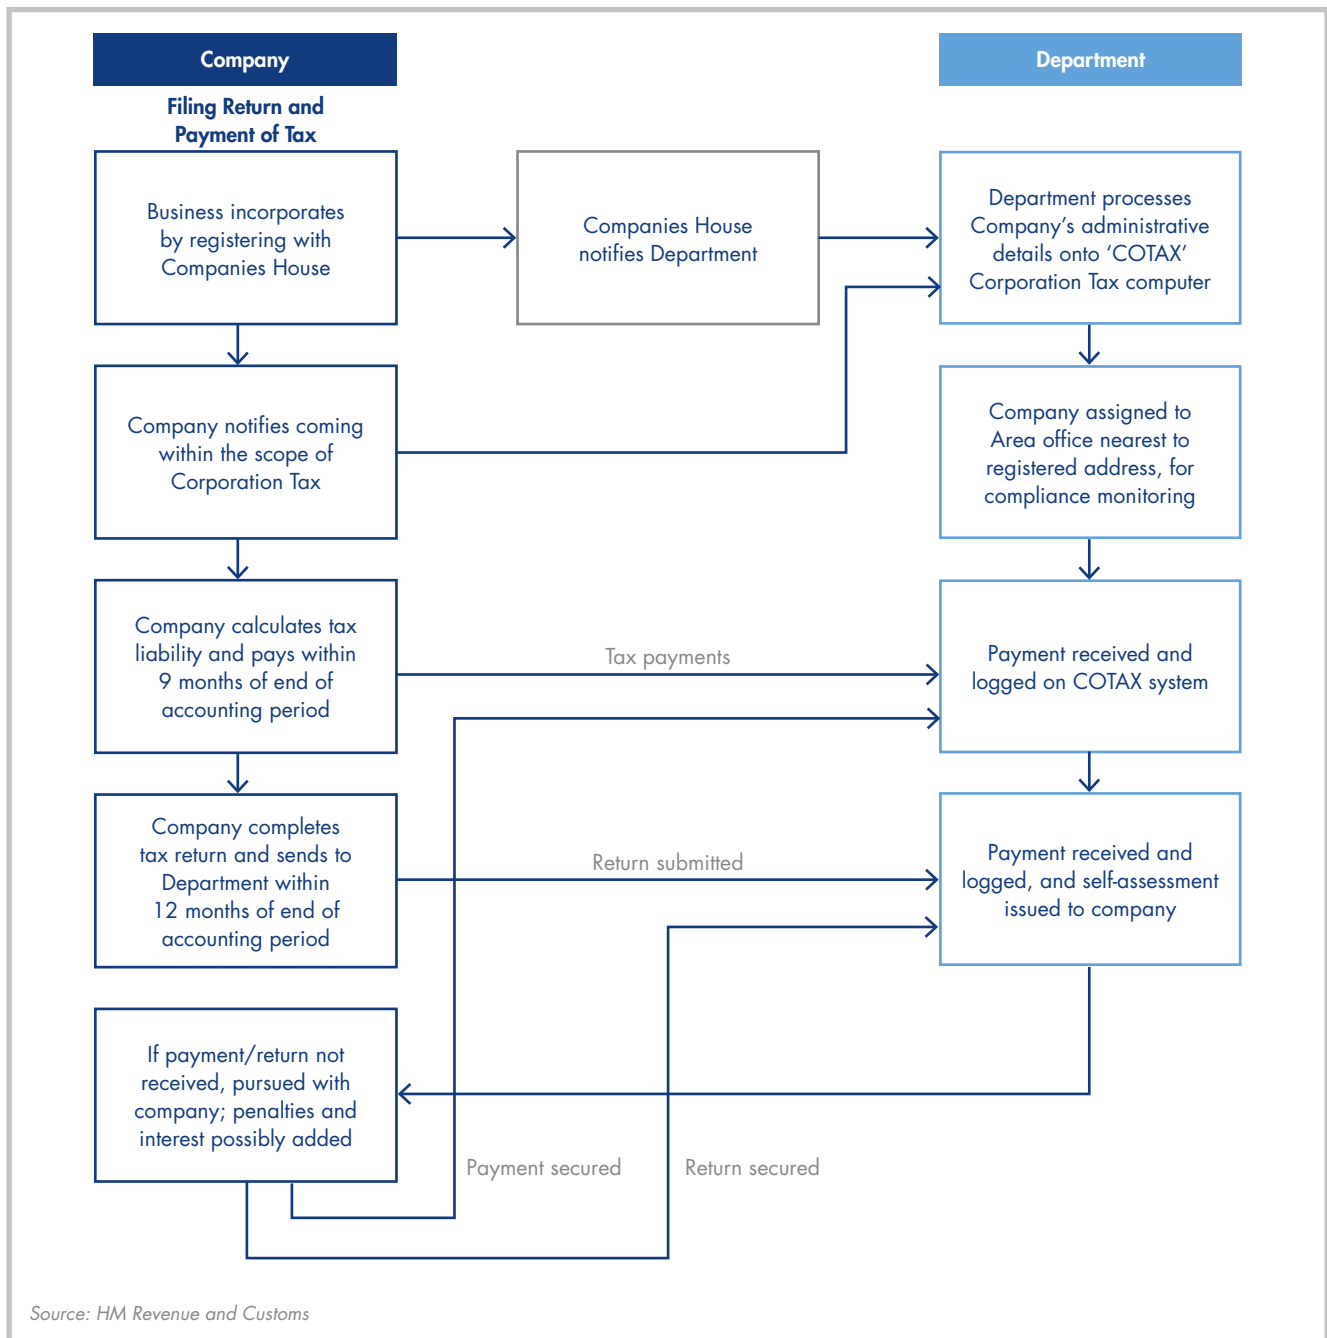 Company
Department
Filing Return and
Payment of Tax
Business incorporates
by registering with
Companies House
Companies House
notifies Department
Department processes
Company’s administrative
details onto ‘COTAX’
Corporation Tax computer
Company notifies coming
within the scope of
Corporation Tax
Company assigned to
Area office nearest to
registered address, for
compliance monitoring
Company calculates tax
liability and pays within
9 months of end of
accounting period
Tax payments
Payment received and
logged on COTAX system
Company completes
tax return and sends to
Department within
12 months of end of
accounting period
Return submitted
Payment received and
logged, and self-assessment
issued to company
If payment/return not
received, pursued with
company; penalties and
interest possibly added
Payment secured
Return secured
Source: HM Revenue and Customs